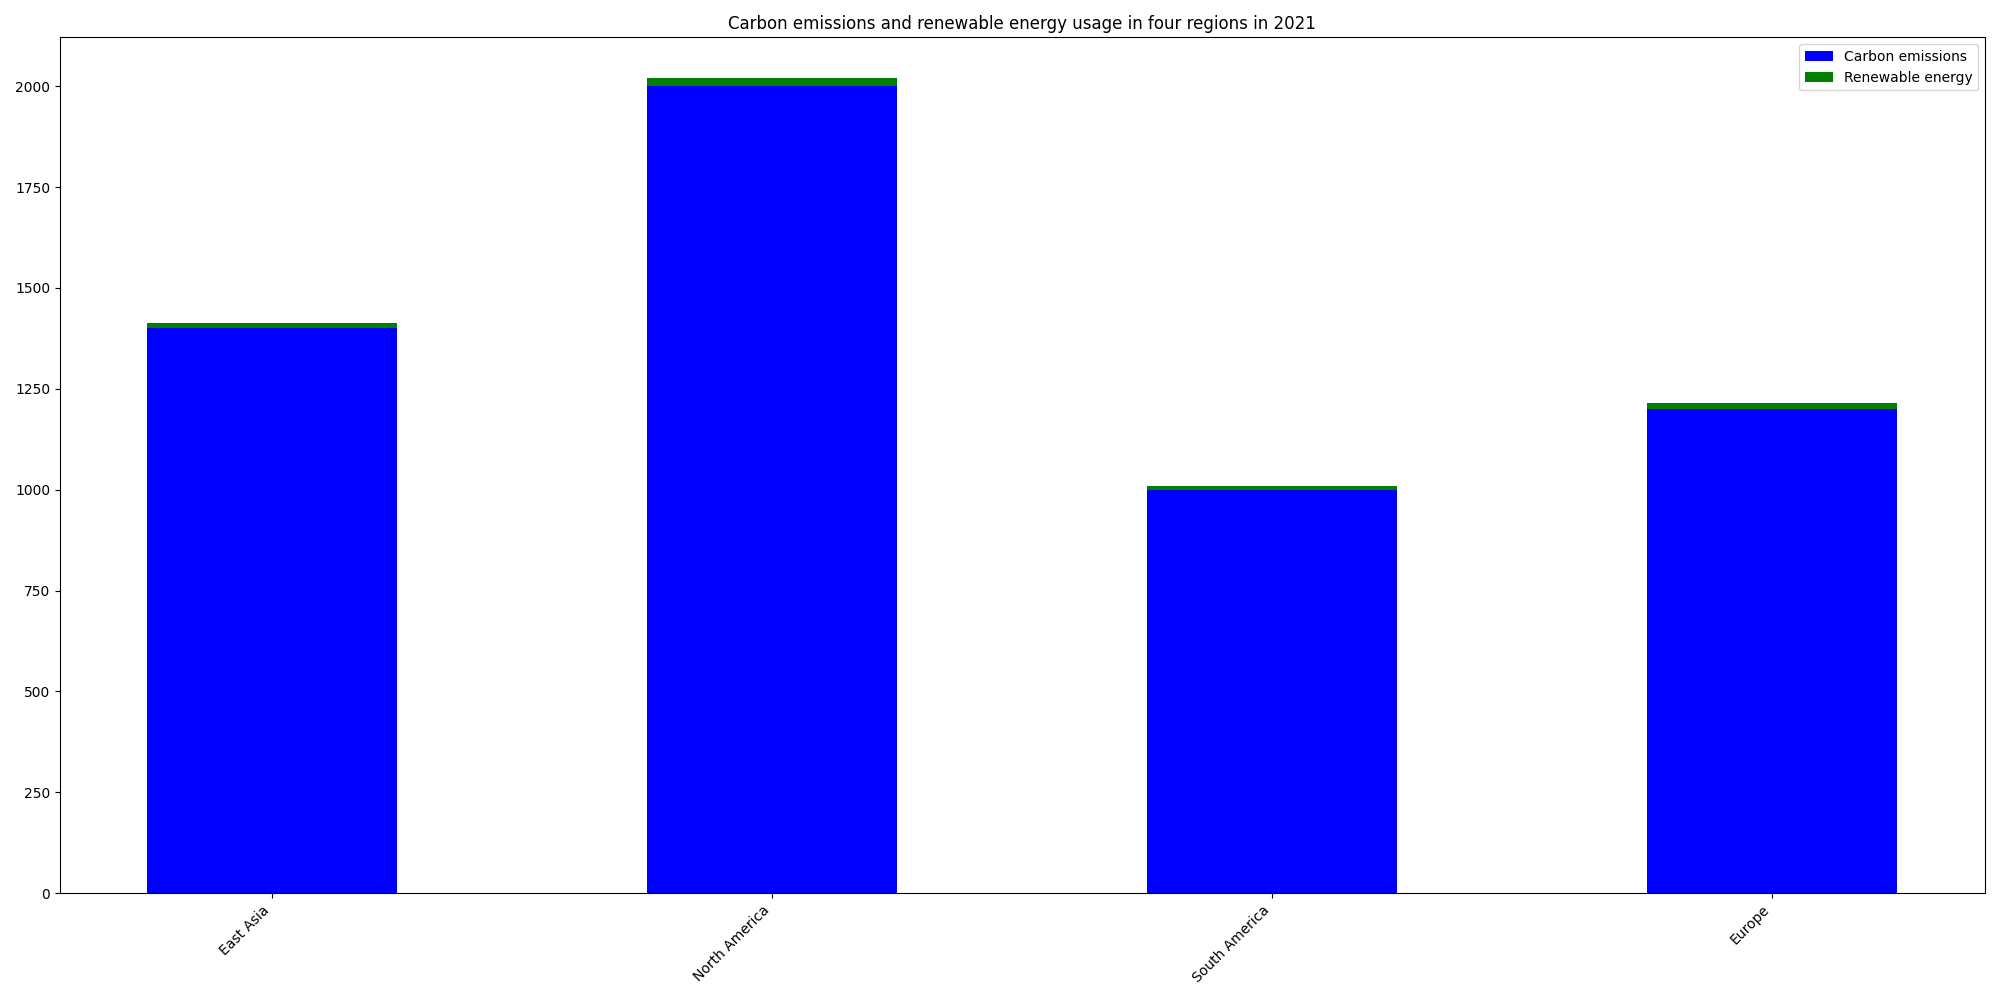 Carbon emissions and renewable energy usage in four regions in 2021
Carbon emissions
Renewable energy
2000
1750
1500
1250
1000
750
500
250
0
East Asia
North America
South America
Europe